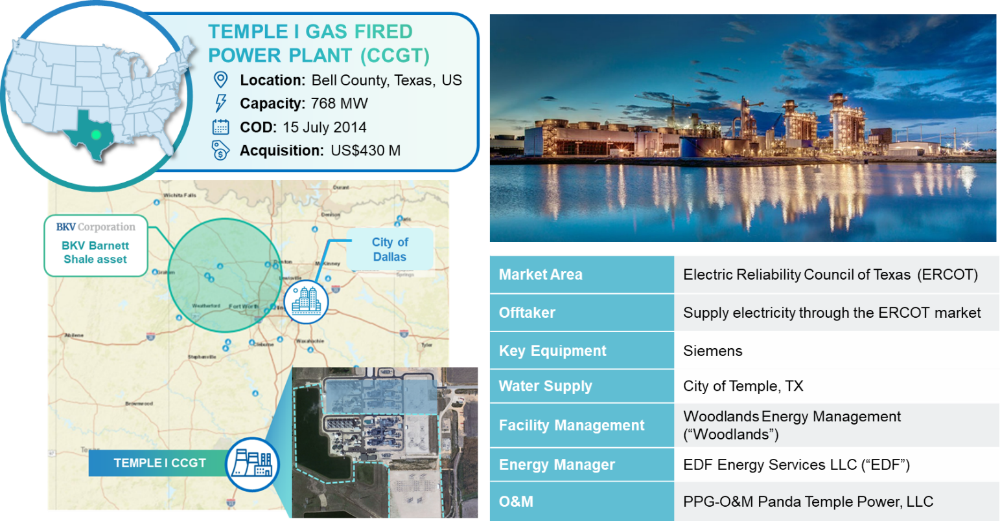 TEMPLE I GAS FIRED
POWER PLANT (CCGT)
Location: Bell County, Texas, US
Capacity: 768 MW
COD: 15 July 2014
Acquisition: US$430 M
Wichita Falls
Durant
Denison
BKV Corporation
BKV Barnett
Shale asset
City of
Dallas
Graham
Denton
McKinney
Lewisville
Springs
Weatherford
Fort Worth
Abilene
Cleburne
Waxahachie
Tyler
Stephenville
Brownwood
TEMPLE I CCGT
Market Area
Electric Reliability Council of Texas (ERCOT)
Offtaker
Supply electricity through the ERCOT market
Key Equipment
Siemens
Water Supply
City of Temple, TX
Facility Management
Woodlands Energy Management
(“Woodlands”)
Energy Manager
EDF Energy Services LLC (“EDF”)
O&M
PPG-O&M Panda Temple Power, LLC